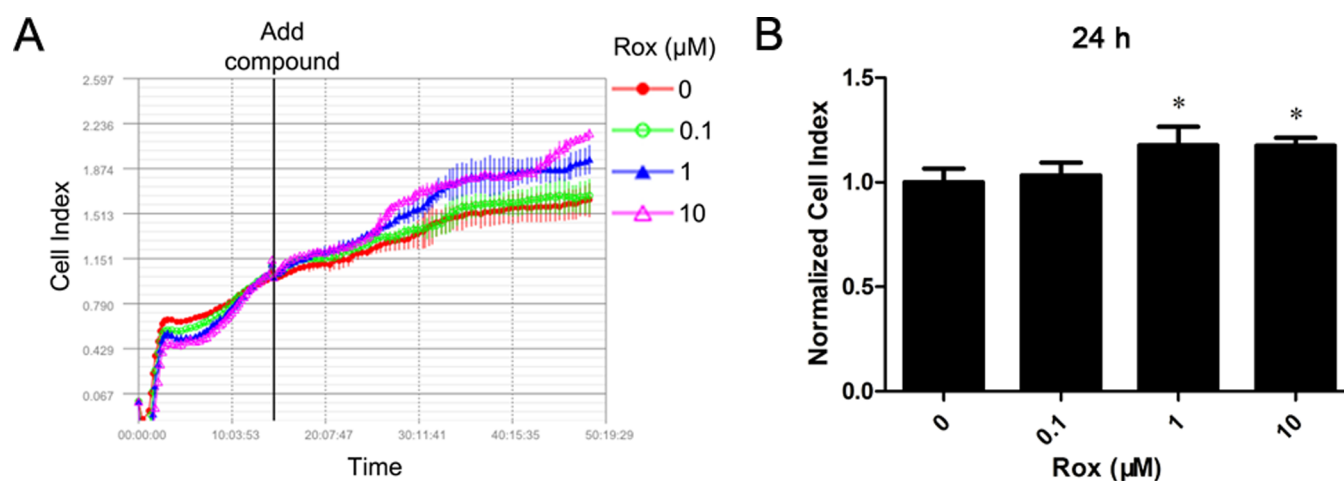 A
Add
compound
Rox (µM)
0
0.1
1
10
Cell Index
2.597
2.236
1.874
1.513
1.151
0.790
0.429
0.067
00:00:00 10:03:53 20:07:47 30:11:41 40:15:35 50:19:29
Time
B
24 h
Normalized Cell Index
1.5
1.0
0.5
0.0
* *
0 0.1 1 10
Rox (µM)